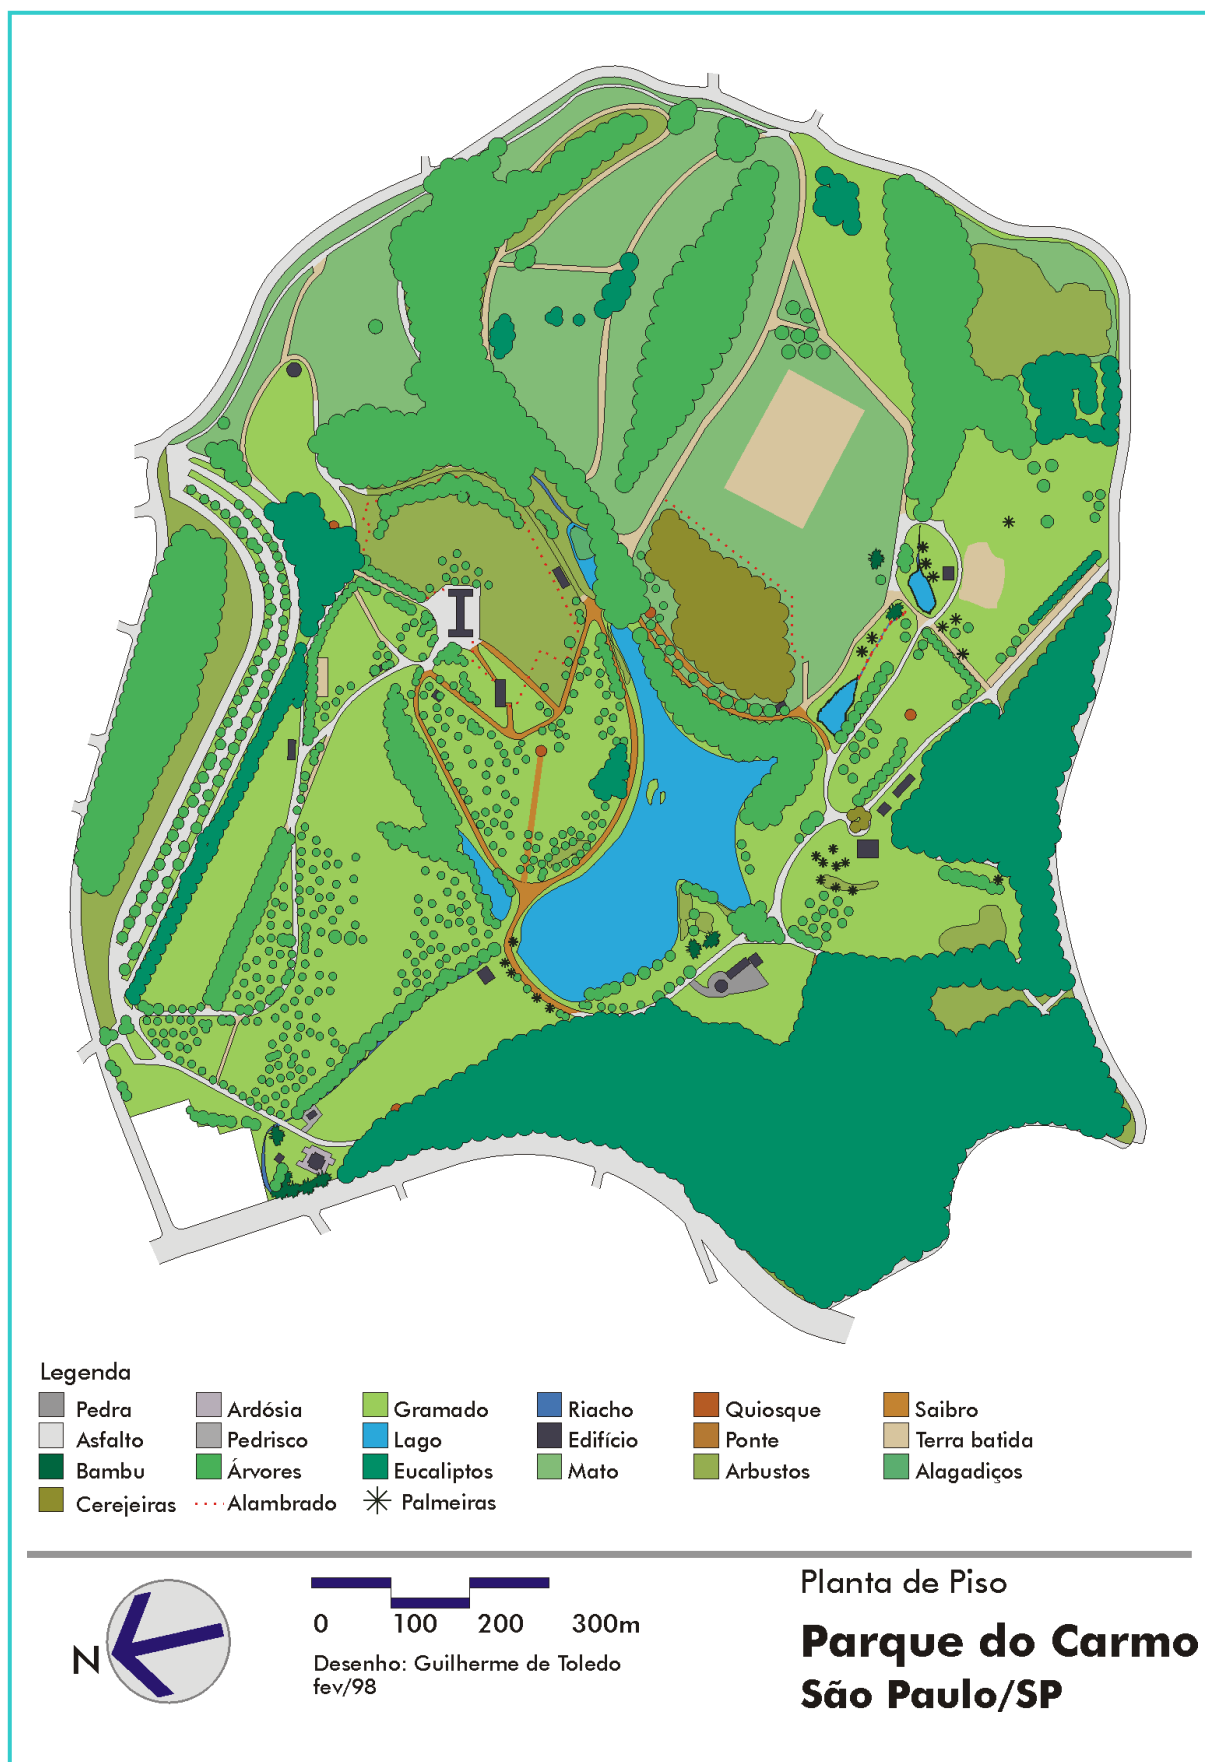 Legenda
Pedra Ardósia Gramado Riacho Quiosque Saibro
Asfalto Pedrisco Lago Edifício Ponte Terra batida
Bambu Árvores Eucaliptos Mato Arbustos Alagadiços
Cerejeiras Alambrado Palmeiras
N
0 100 200 300m
Desenho: Guilherme de Toledo
fev/98
Planta de Piso
Parque do Carmo
São Paulo/SP